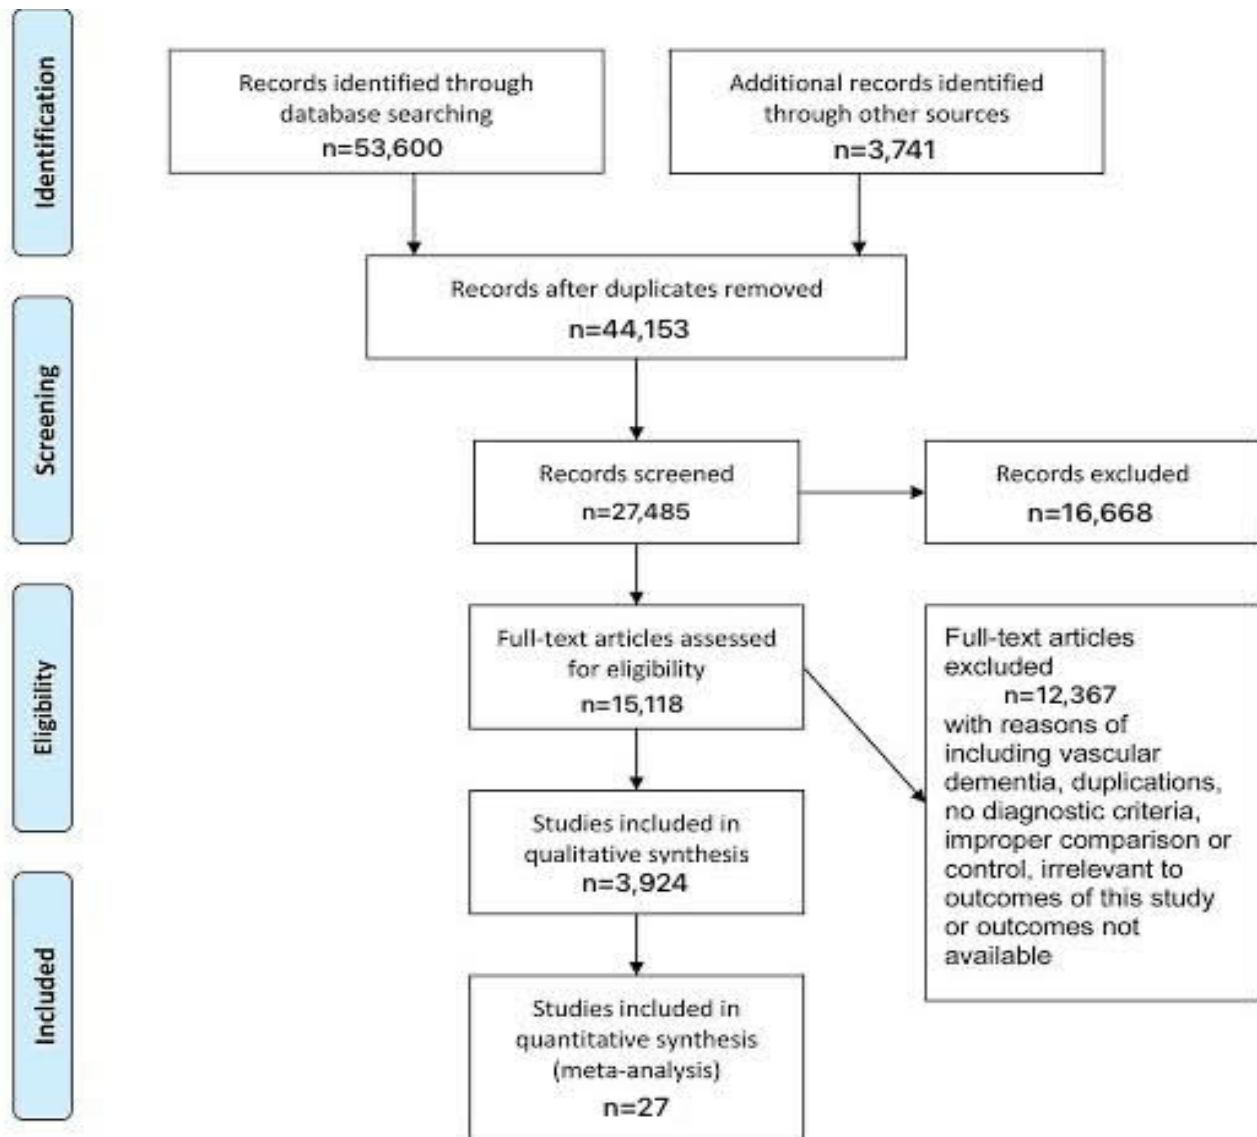 Identification
Records identified through
database searching
n=53,600
Additional records identified
through other sources
n=3,741
Records after duplicates removed
n=44,153
Screening
Records screened
n=27,485
Records excluded
n=16,668
Eligibility
Full-text articles assessed
for eligibility
n=15,118
Full-text articles
excluded
n=12,367
with reasons of
including vascular
dementia, duplications,
no diagnostic criteria,
improper comparison or
control, irrelevant to
outcomes of this study
or outcomes not
available
Studies included in
qualitative synthesis
n=3,924
Included
Studies included in
quantitative synthesis
(meta-analysis)
n=27